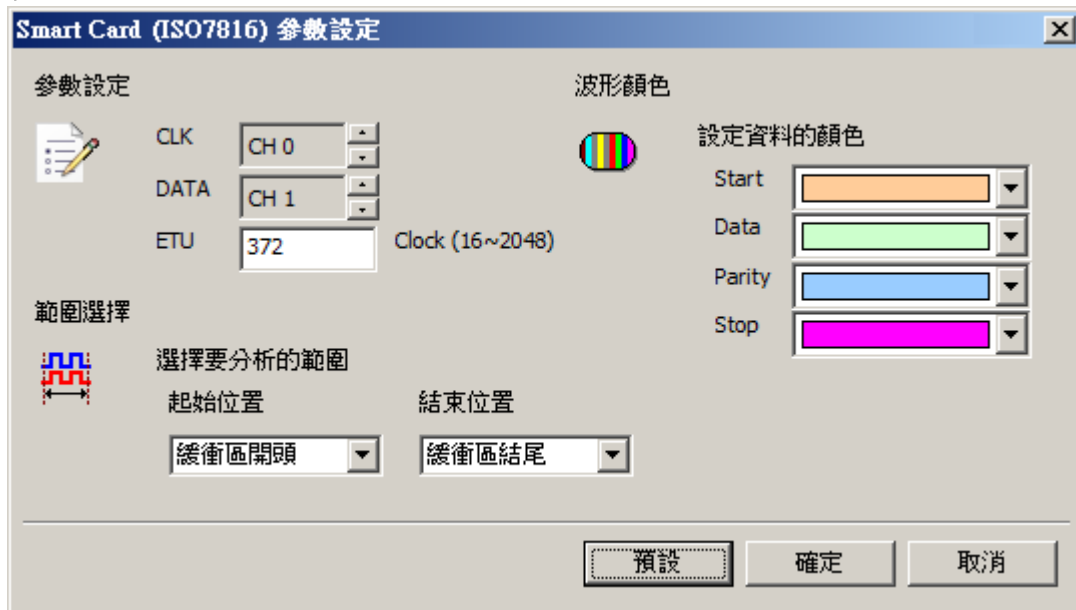 Smart Card (ISO7816) 參數設定
參數設定
CLK
CH 0
DATA
CH 1
ETU
372
Clock (16~2048)
範圍選擇
選擇要分析的範圍
起始位置
結束位置
緩衝區開頭
緩衝區結尾
波形顏色
設定資料的顏色
Start
Data
Parity
Stop
預設
確定
取消